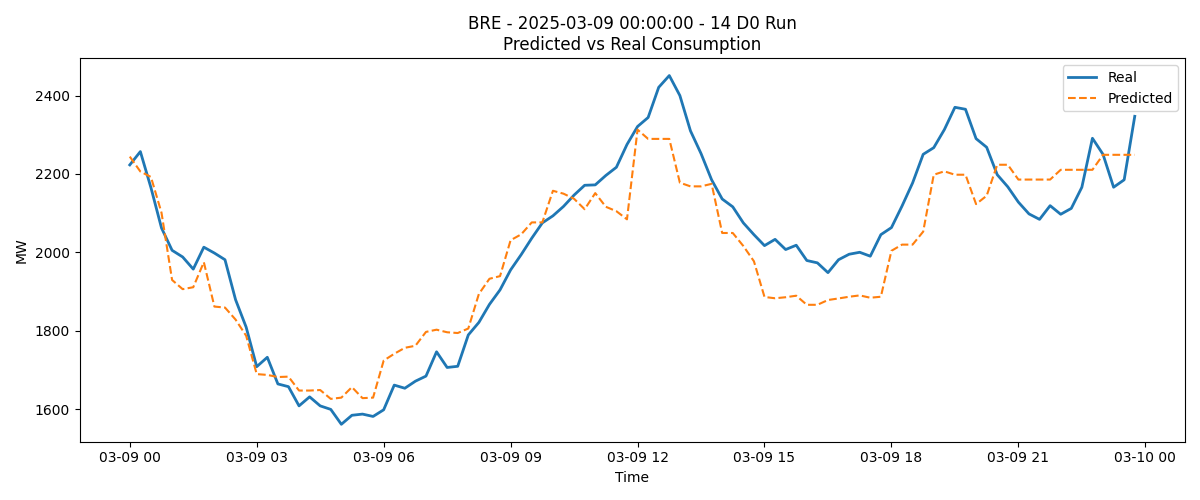 BRE - 2025-03-09 00:00:00 - 14 D0 Run
Predicted vs Real Consumption
Real
Predicted
MW
2400
2200
2000
1800
1600
03-09 00
03-09 03
03-09 06
03-09 09
03-09 12
03-09 15
03-09 18
03-09 21
03-10 00
Time